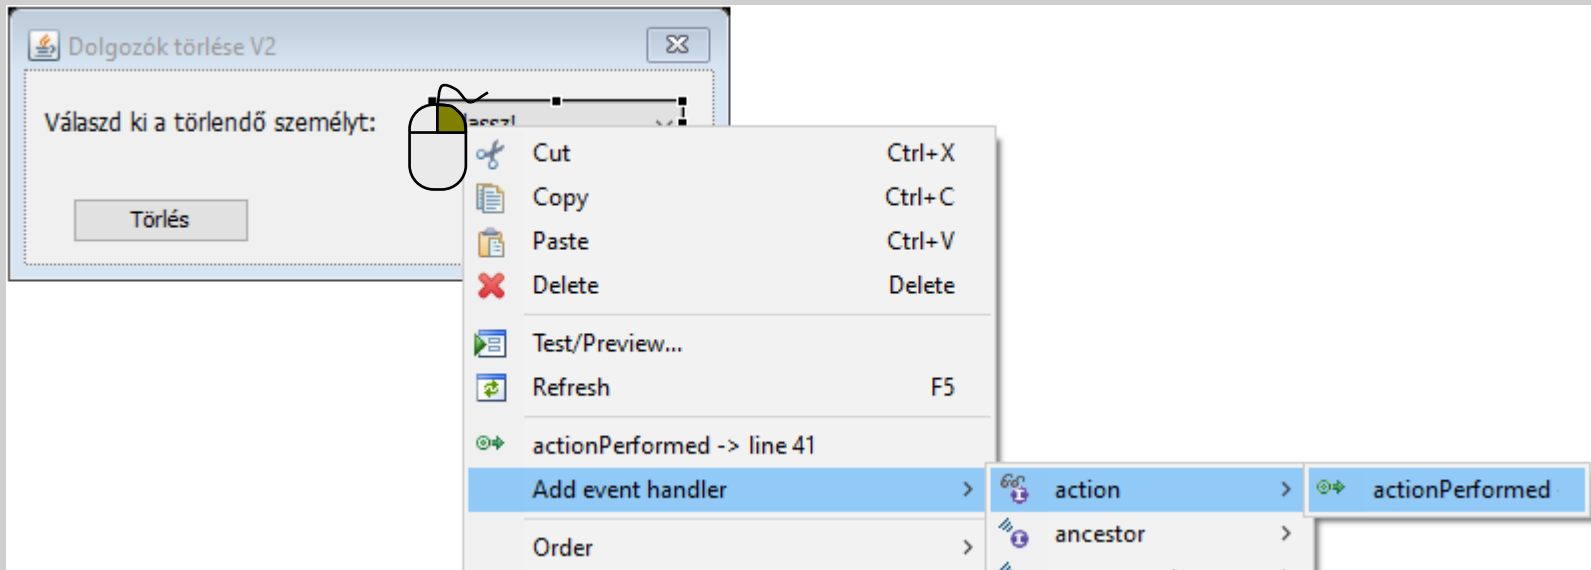 Dolgozók törlése V2
Válaszd ki a törlendő személyt:
Törlés
Cut Ctrl+X
Copy Ctrl+C
Paste Ctrl+V
Delete Delete
Test/Preview...
Refresh F5
actionPerformed -> line 41
Add event handler
action
actionPerformed
ancestor
Order